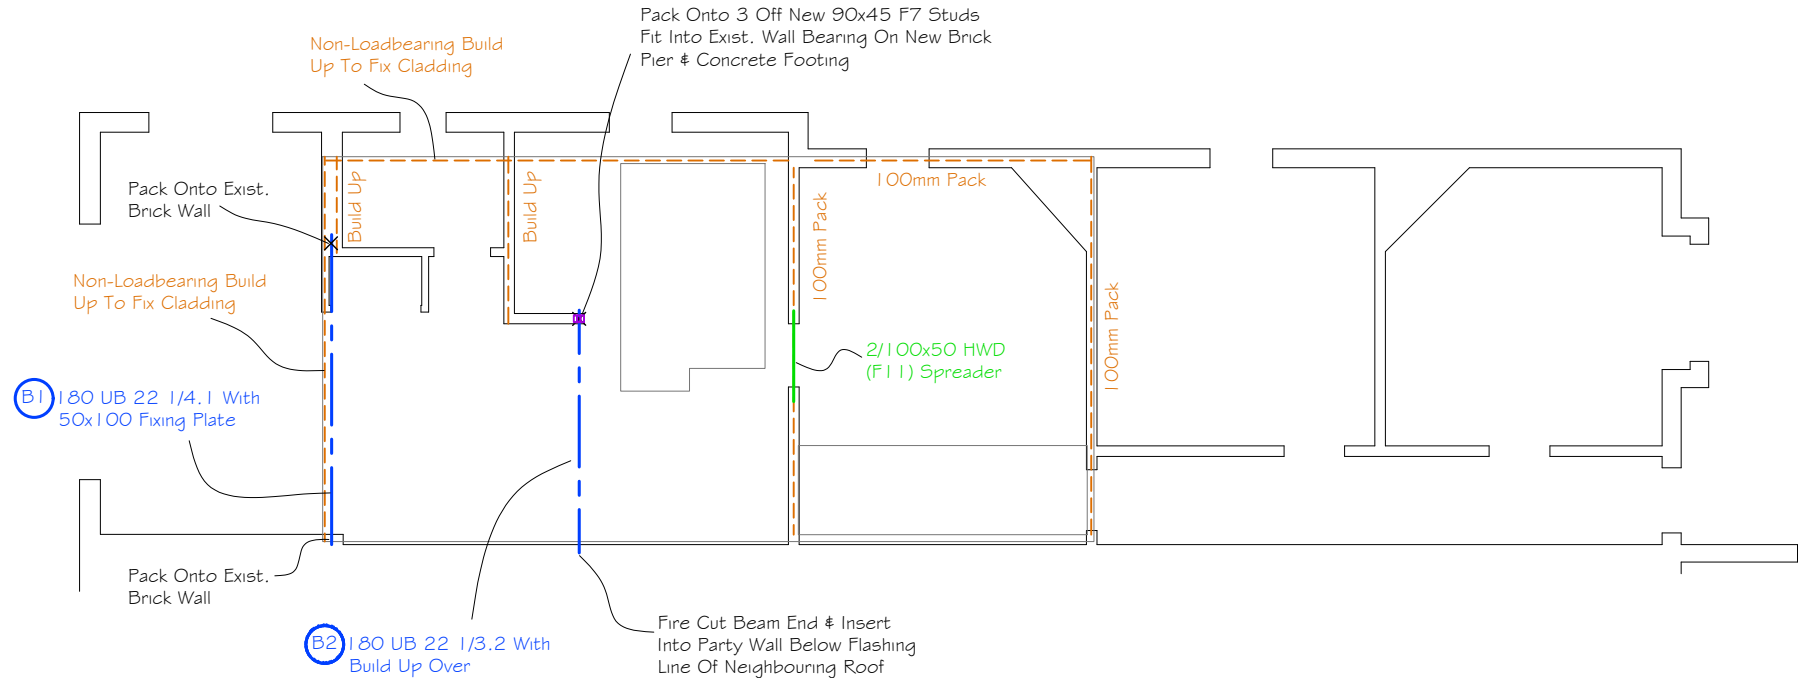 Pack Onto 3 Off New 90x45 F7 Studs
Fit Into Exist. Wall Bearing On New Brick
Pier & Concrete Footing
Non-Loadbearing Build
Up To Fix Cladding
Pack Onto Exist.
Brick Wall
Build Up
Build Up
100mm Pack
100mm Pack
100mm Pack
Non-Loadbearing Build
Up To Fix Cladding
2/100x50 HWD
(F11) Spreader
B1 180 UB 22 1/4.1 With
50x100 Fixing Plate
Pack Onto Exist.
Brick Wall
B2 180 UB 22 1/3.2 With
Build Up Over
Fire Cut Beam End & Insert
Into Party Wall Below Flashing
Line Of Neighbouring Roof